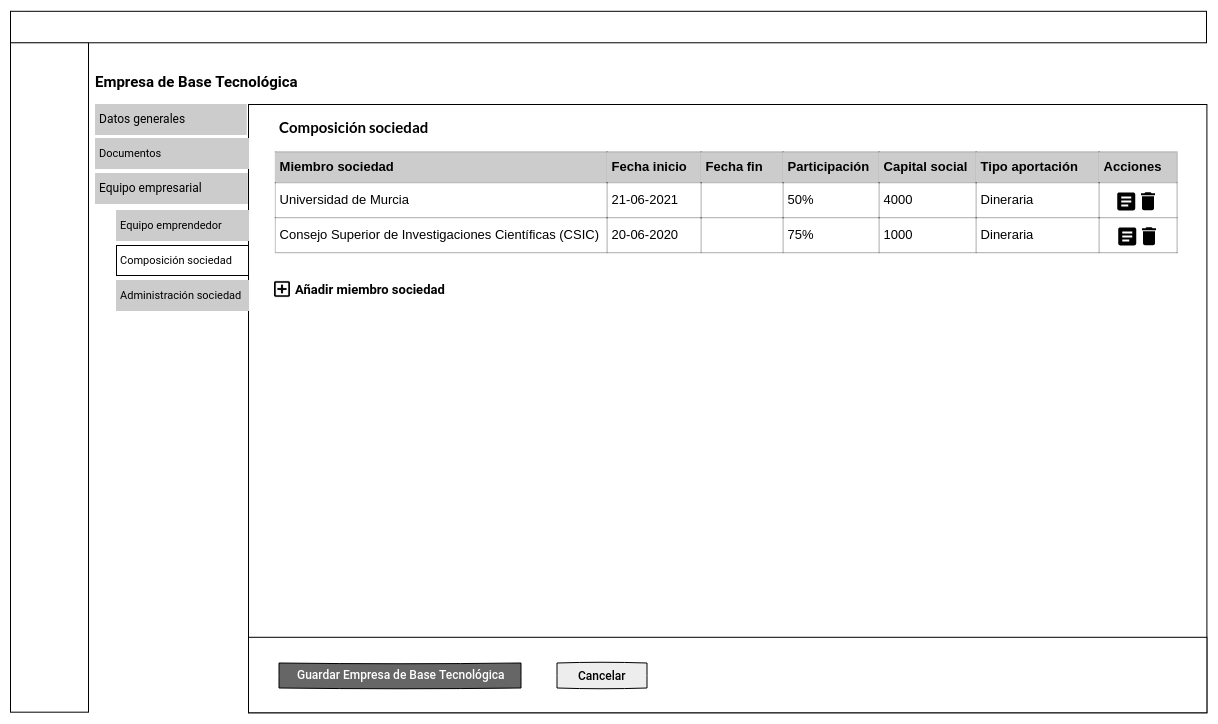 Empresa de Base Tecnológica
Datos generales
Documentos
Equipo empresarial
Equipo emprendedor
Composición sociedad
Administración sociedad
Composición sociedad
Miembro sociedad Fecha inicio Fecha fin Participación Capital social Tipo aportación Acciones
Universidad de Murcia 21-06-2021 50% 4000 Dineraria
Consejo Superior de Investigaciones Científicas (CSIC) 20-06-2020 75% 1000 Dineraria
Añadir miembro sociedad
Guardar Empresa de Base Tecnológica Cancelar